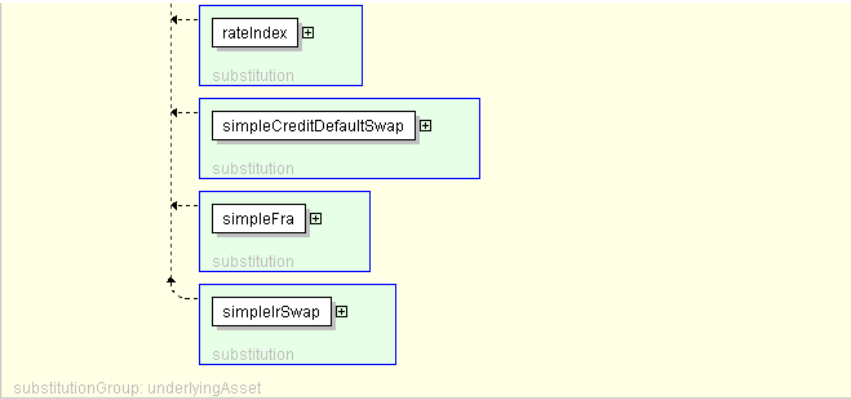 rateIndex
substitution
simpleCreditDefaultSwap
substitution
simpleFra
substitution
simpleIrSwap
substitution
substitutionGroup: underlyingAsset